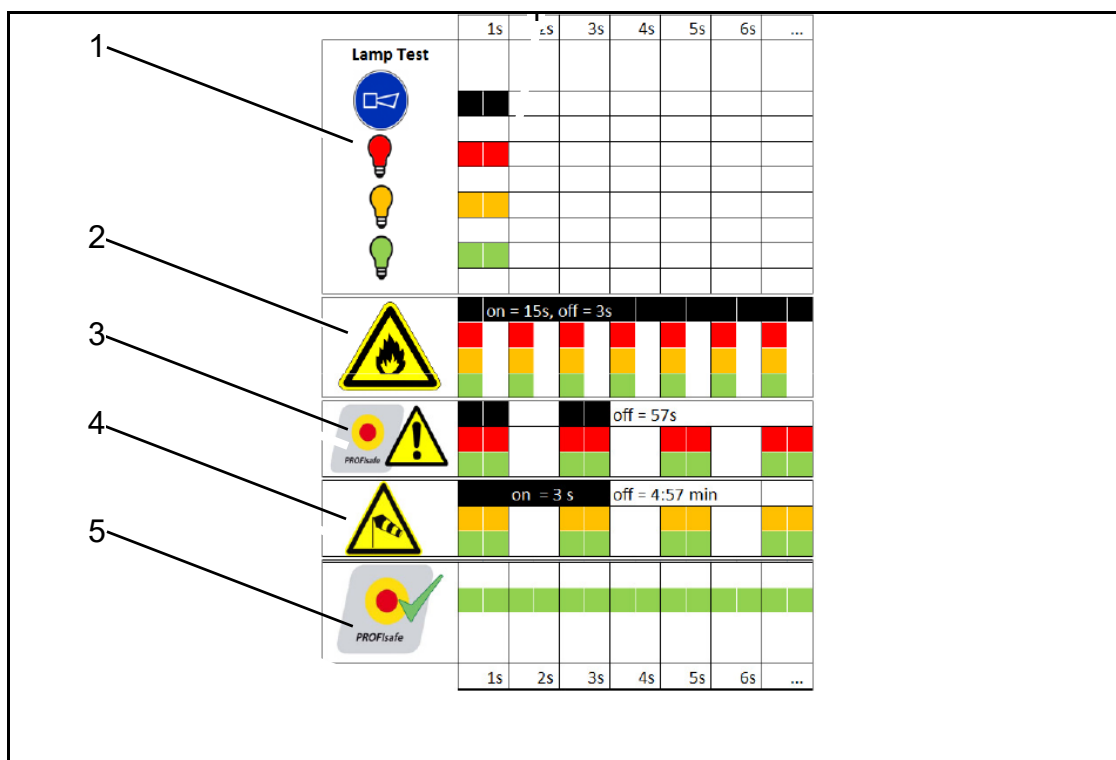 1s 2s 3s 4s 5s 6s ...
1
Lamp Test
2
on = 15s, off = 3s
3
off = 57s
PROFIsafe
4
on = 3 s off = 4:57 min
5
PROFIsafe
1s 2s 3s 4s 5s 6s ...